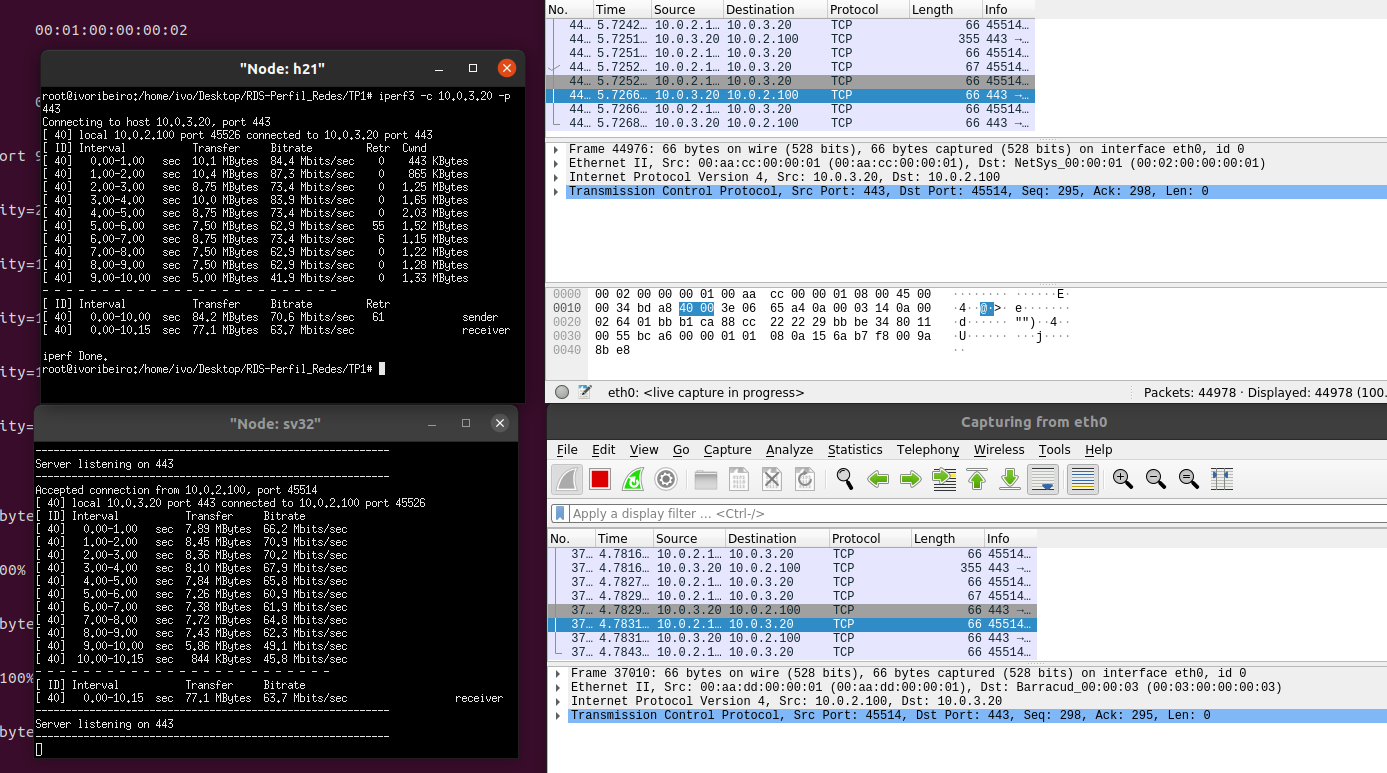 00:01:00:00:00:02
"Node: h21"
root@ivoribeiro:/home/ivo/Desktop/RDS-Perfil_Redes/TP1# iperf3 -c 10.0.3.20 -p
443
Connecting to host 10.0.3.20, port 443
[ 40] local 10.0.2.100 port 45526 connected to 10.0.3.20 port 443
[ ID] Interval Transfer Bitrate Retr Cwnd
[ 40] 0.00-1.00 sec 10.1 MBytes 84.4 Mbits/sec 0 443 KBytes
[ 40] 1.00-2.00 sec 10.4 MBytes 87.3 Mbits/sec 0 865 KBytes
[ 40] 2.00-3.00 sec 8.75 MBytes 73.4 Mbits/sec 0 1.25 MBytes
[ 40] 3.00-4.00 sec 10.0 MBytes 83.9 Mbits/sec 0 1.65 MBytes
[ 40] 4.00-5.00 sec 8.75 MBytes 73.4 Mbits/sec 0 2.03 MBytes
[ 40] 5.00-6.00 sec 7.50 MBytes 62.9 Mbits/sec 55 1.52 MBytes
[ 40] 6.00-7.00 sec 8.75 MBytes 73.4 Mbits/sec 6 1.15 MBytes
[ 40] 7.00-8.00 sec 7.50 MBytes 62.9 Mbits/sec 0 1.22 MBytes
[ 40] 8.00-9.00 sec 7.50 MBytes 62.9 Mbits/sec 0 1.28 MBytes
[ 40] 9.00-10.00 sec 5.00 MBytes 41.9 Mbits/sec 0 1.33 MBytes
- - - - - - - - - - - - - - - - - - - - - - - - -
[ ID] Interval Transfer Bitrate Retr
[ 40] 0.00-10.00 sec 84.2 MBytes 70.6 Mbits/sec 61 sender
[ 40] 0.00-10.15 sec 77.1 MBytes 63.7 Mbits/sec receiver
iperf Done.
root@ivoribeiro:/home/ivo/Desktop/RDS-Perfil_Redes/TP1#
ort 9
ity=2
ity=1
ity=1
ity=1
ity=
byte
00%
byte
100%
byte
"Node: sv32"
-----------------------------------------------------------
Server listening on 443
-----------------------------------------------------------
Accepted connection from 10.0.2.100, port 45514
[ 40] local 10.0.3.20 port 443 connected to 10.0.2.100 port 45526
[ ID] Interval Transfer Bitrate
[ 40] 0.00-1.00 sec 7.89 MBytes 66.2 Mbits/sec
[ 40] 1.00-2.00 sec 8.45 MBytes 70.9 Mbits/sec
[ 40] 2.00-3.00 sec 8.36 MBytes 70.2 Mbits/sec
[ 40] 3.00-4.00 sec 8.10 MBytes 67.9 Mbits/sec
[ 40] 4.00-5.00 sec 7.84 MBytes 65.8 Mbits/sec
[ 40] 5.00-6.00 sec 7.26 MBytes 60.9 Mbits/sec
[ 40] 6.00-7.00 sec 7.38 MBytes 61.9 Mbits/sec
[ 40] 7.00-8.00 sec 7.72 MBytes 64.8 Mbits/sec
[ 40] 8.00-9.00 sec 7.43 MBytes 62.3 Mbits/sec
[ 40] 9.00-10.00 sec 5.86 MBytes 49.1 Mbits/sec
[ 40] 10.00-10.15 sec 844 KBytes 45.8 Mbits/sec
- - - - - - - - - - - - - - - - - - - - - - - - -
[ ID] Interval Transfer Bitrate
[ 40] 0.00-10.15 sec 77.1 MBytes 63.7 Mbits/sec receiver
-----------------------------------------------------------
Server listening on 443
-----------------------------------------------------------
No. Time Source Destination Protocol Length Info
44… 5.7242… 10.0.2.1… 10.0.3.20 TCP 66 45514…
44… 5.7251… 10.0.3.20 10.0.2.100 TCP 355 443 →…
44… 5.7251… 10.0.2.1… 10.0.3.20 TCP 66 45514…
44… 5.7252… 10.0.2.1… 10.0.3.20 TCP 67 45514…
44… 5.7252… 10.0.2.1… 10.0.3.20 TCP 66 45514…
44… 5.7266… 10.0.3.20 10.0.2.100 TCP 66 443 →…
44… 5.7266… 10.0.2.1… 10.0.3.20 TCP 66 45514…
44… 5.7268… 10.0.3.20 10.0.2.100 TCP 66 443 →…
Frame 44976: 66 bytes on wire (528 bits), 66 bytes captured (528 bits) on interface eth0, id 0
Ethernet II, Src: 00:aa:cc:00:00:01 (00:aa:cc:00:00:01), Dst: NetSys_00:00:01 (00:02:00:00:00:01)
Internet Protocol Version 4, Src: 10.0.3.20, Dst: 10.0.2.100
Transmission Control Protocol, Src Port: 443, Dst Port: 45514, Seq: 295, Ack: 298, Len: 0
0000 00 02 00 00 00 01 00 aa cc 00 00 01 08 00 45 00 ········ ······E·
0010 00 34 bd a8 40 00 3e 06 65 a4 0a 00 03 14 0a 00 ·4··@·>· e·······
0020 02 64 01 bb b1 ca 88 cc 22 22 29 bb be 34 80 11 ·d······ "")··4··
0030 00 55 bc a6 00 00 01 01 08 0a 15 6a b7 f8 00 9a ·U······ ···j····
0040 8b e8 ··
eth0: <live capture in progress>
Packets: 44978 · Displayed: 44978 (100.
Capturing from eth0
File Edit View Go Capture Analyze Statistics Telephony Wireless Tools Help
Apply a display filter … <Ctrl-/>
No. Time Source Destination Protocol Length Info
37… 4.7816… 10.0.2.1… 10.0.3.20 TCP 66 45514…
37… 4.7816… 10.0.3.20 10.0.2.100 TCP 355 443 →…
37… 4.7827… 10.0.2.1… 10.0.3.20 TCP 66 45514…
37… 4.7829… 10.0.2.1… 10.0.3.20 TCP 67 45514…
37… 4.7829… 10.0.3.20 10.0.2.100 TCP 66 443 →…
37… 4.7831… 10.0.2.1… 10.0.3.20 TCP 66 45514…
37… 4.7831… 10.0.3.20 10.0.2.100 TCP 66 443 →…
37… 4.7843… 10.0.2.1… 10.0.3.20 TCP 66 45514…
Frame 37010: 66 bytes on wire (528 bits), 66 bytes captured (528 bits) on interface eth0, id 0
Ethernet II, Src: 00:aa:dd:00:00:01 (00:aa:dd:00:00:01), Dst: Barracud_00:00:03 (00:03:00:00:00:03)
Internet Protocol Version 4, Src: 10.0.2.100, Dst: 10.0.3.20
Transmission Control Protocol, Src Port: 45514, Dst Port: 443, Seq: 298, Ack: 295, Len: 0